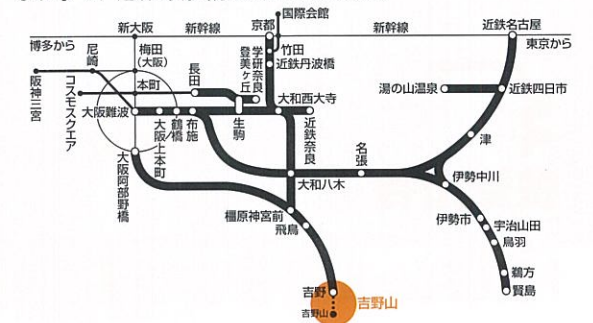 国際会館
新大阪
新幹線
京都
新幹線
近鉄名古屋
博多から
東京から
尼崎
梅田
(大阪)
竹田
近鉄丹波橋
学研奈良
登美ヶ丘
長田
本町
湯の山温泉
近鉄四日市
阪神三宮
コスモスクエア
大阪難波
大和西大寺
大阪上本町
鶴橋
布施
生駒
近鉄奈良
津
名張
大阪阿部野橋
大和八木
伊勢中川
橿原神宮前
飛鳥
伊勢市
宇治山田
鳥羽
鵜方
賢島
吉野
吉野山
吉野山